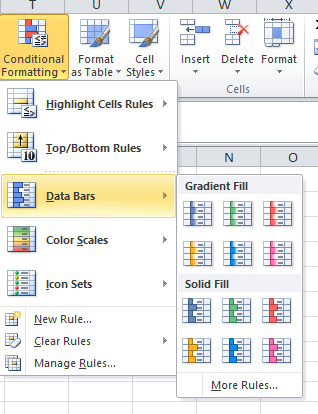 T U V W X
Conditional Formatting
Format as Table
Cell Styles
Insert
Delete
Format
Cells
Highlight Cells Rules
Top/Bottom Rules
Data Bars
Color Scales
Icon Sets
New Rule...
Clear Rules
Manage Rules...
N O
Gradient Fill
Solid Fill
More Rules...